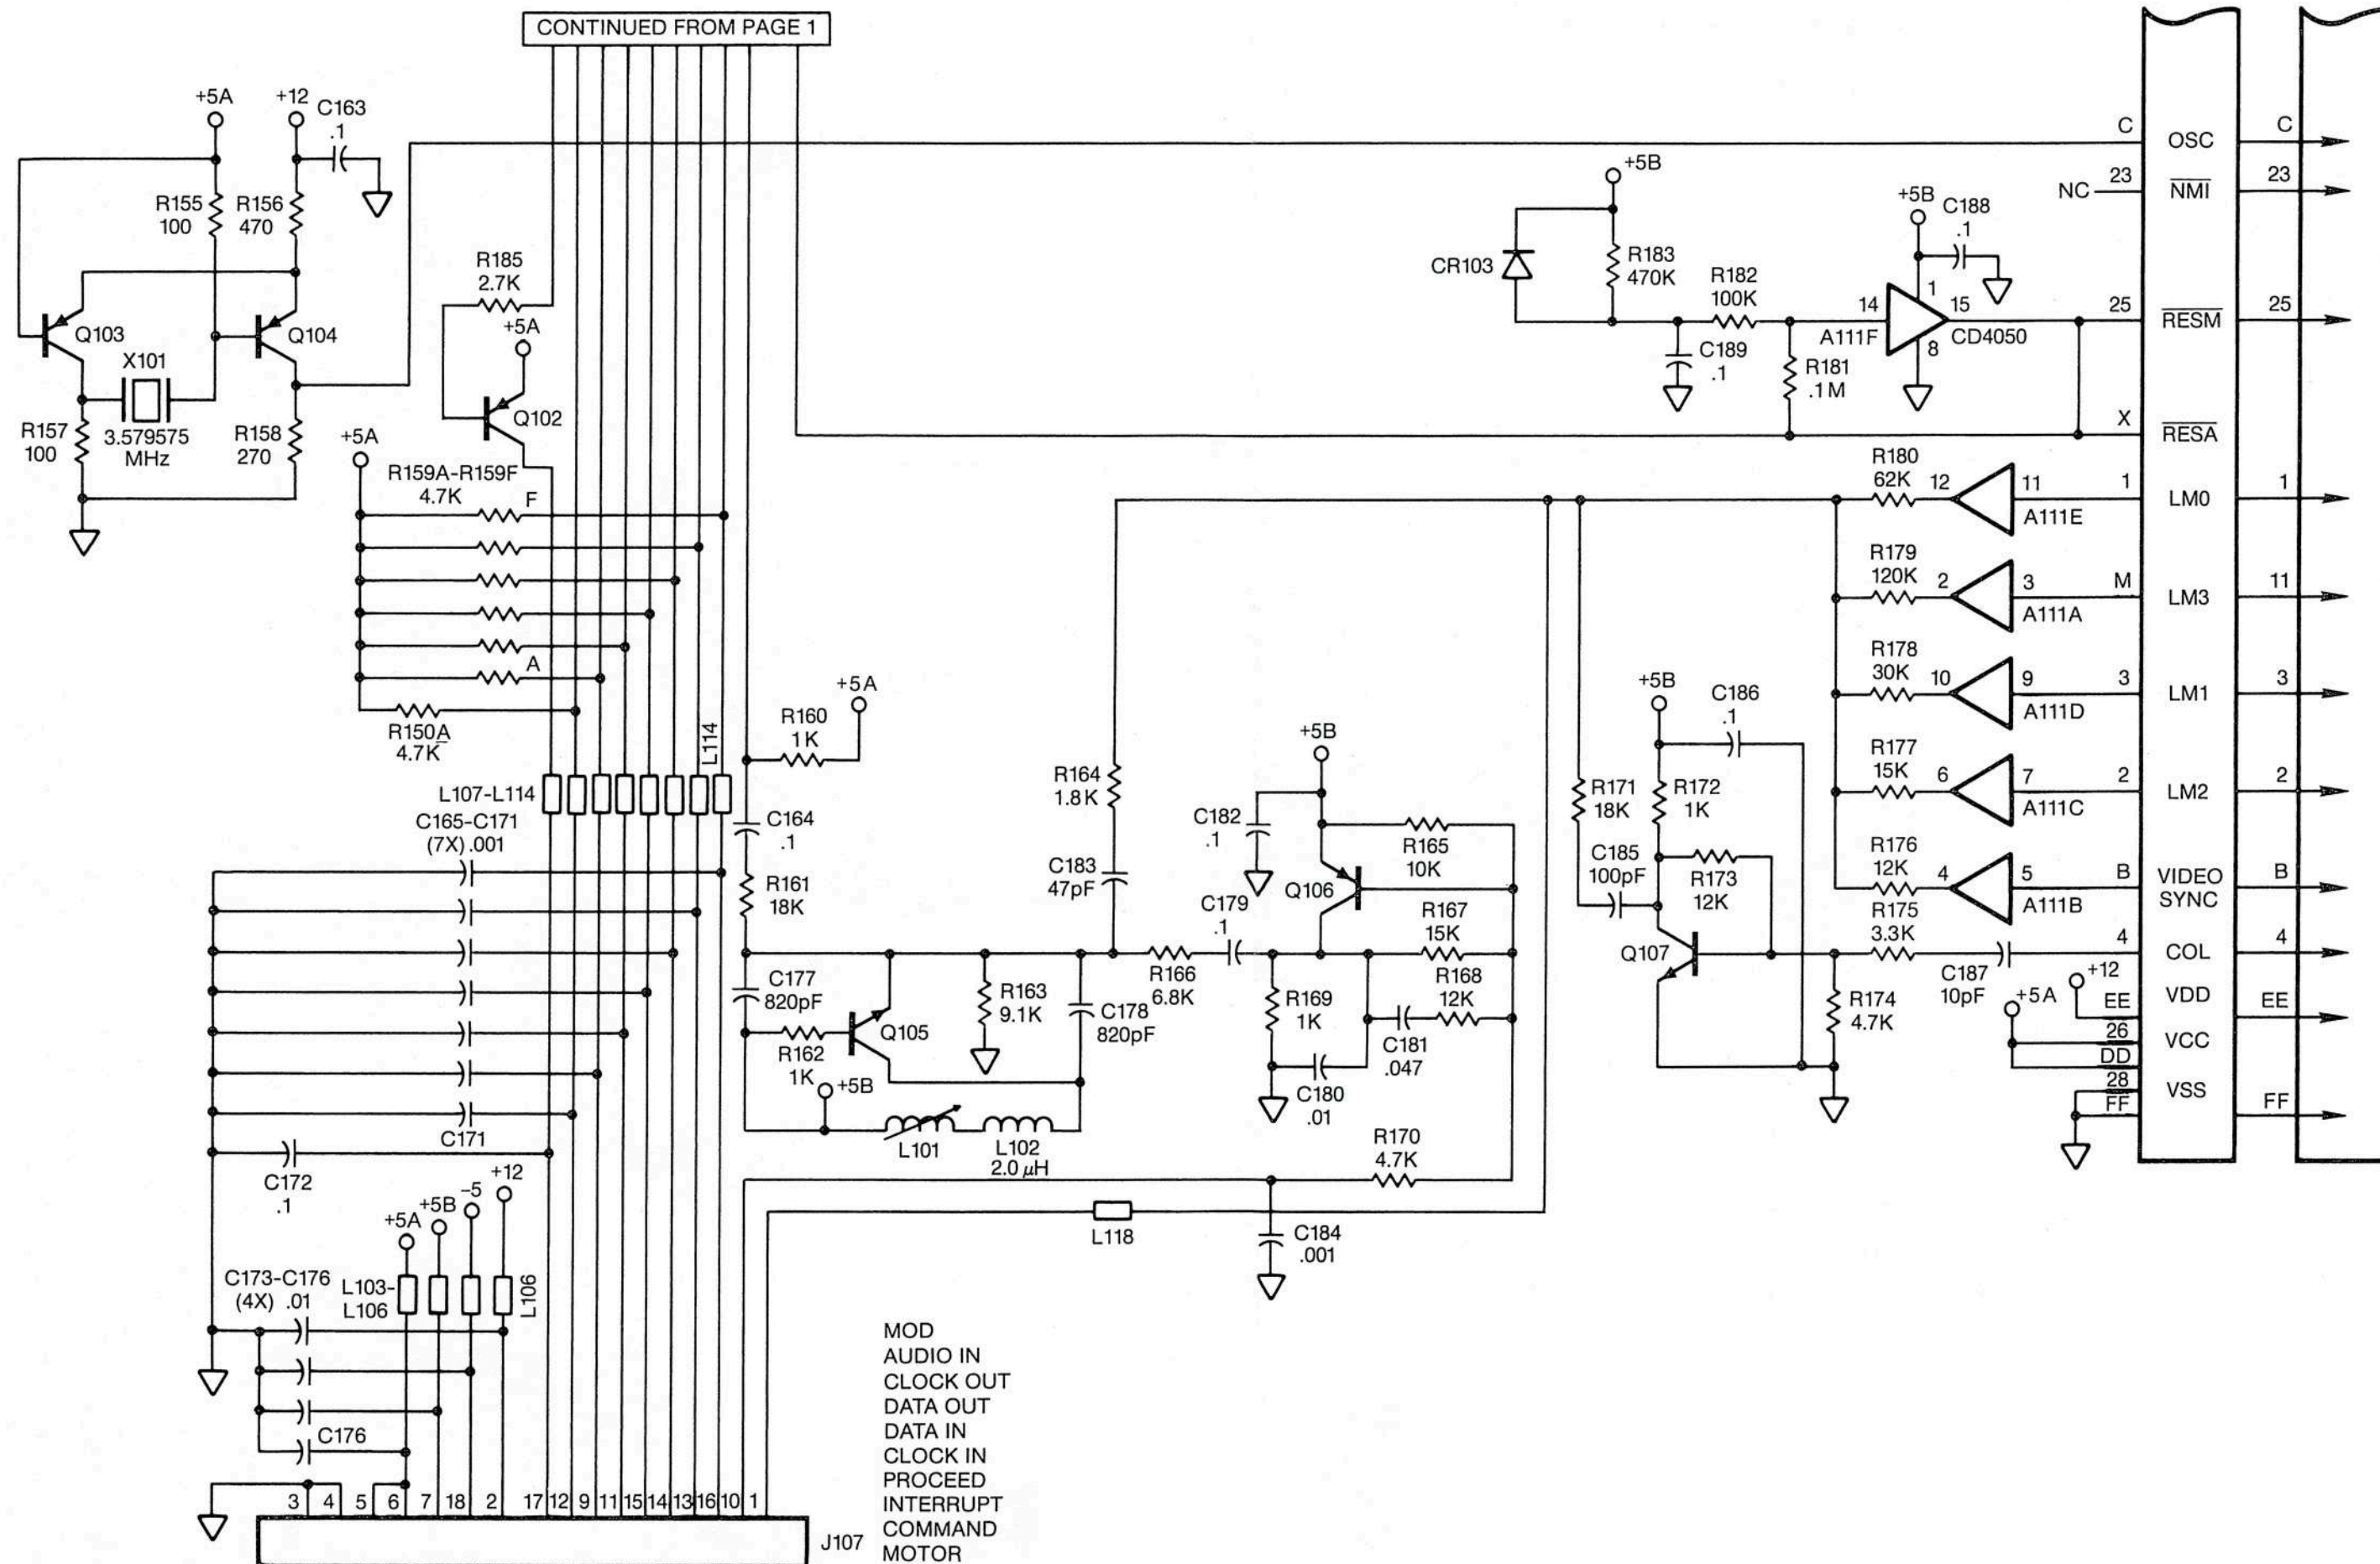 CONTINUED FROM PAGE 1
+5A
+12
C163
.1
R155
100
R156
470
Q103
Q104
X101
3.579575
MHz
R157
100
R158
270
R185
2.7K
+5A
Q102
+5A
R159A-R159F
4.7K
F
A
R150A
4.7K
L107-L114
L114
C165-C171
(7X) .001
C171
C172
.1
R160
1K
+5A
C164
.1
R161
18K
C177
820pF
R162
1K
Q105
+5B
L101
L102
2.0 µH
R163
9.1K
C178
820pF
R164
1.8K
C183
47pF
R166
6.8K
C179
.1
C182
.1
+5B
Q106
R165
10K
R167
15K
R168
12K
R169
1K
C181
.047
C180
.01
R170
4.7K
L118
C184
.001
R171
18K
C185
100pF
+5B
C186
.1
R172
1K
R173
12K
Q107
R174
4.7K
R175
3.3K
C187
10pF
+5B
CR103
R183
470K
R182
100K
C189
.1
R181
.1M
+5B
C188
.1
14
1
15
8
A111F
CD4050
R180
62K
12
11
A111E
R179
120K
2
3
A111A
R178
30K
10
9
A111D
R177
15K
6
7
A111C
R176
12K
4
5
A111B
C
OSC
C
NC
23
NMI
23
25
RESM
25
X
RESA
1
LM0
1
M
LM3
11
3
LM1
3
2
LM2
2
B
VIDEO
SYNC
B
4
COL
4
+12
EE
VDD
EE
+5A
26
VCC
DD
28
VSS
FF
FF
+5A
+5B
-5
+12
C173-C176
(4X) .01
L103-
L106
L106
C176
3 4 5 6 7 18 2 17 12 9 11 15 14 13 16 10 1
J107
MOD
AUDIO IN
CLOCK OUT
DATA OUT
DATA IN
CLOCK IN
PROCEED
INTERRUPT
COMMAND
MOTOR